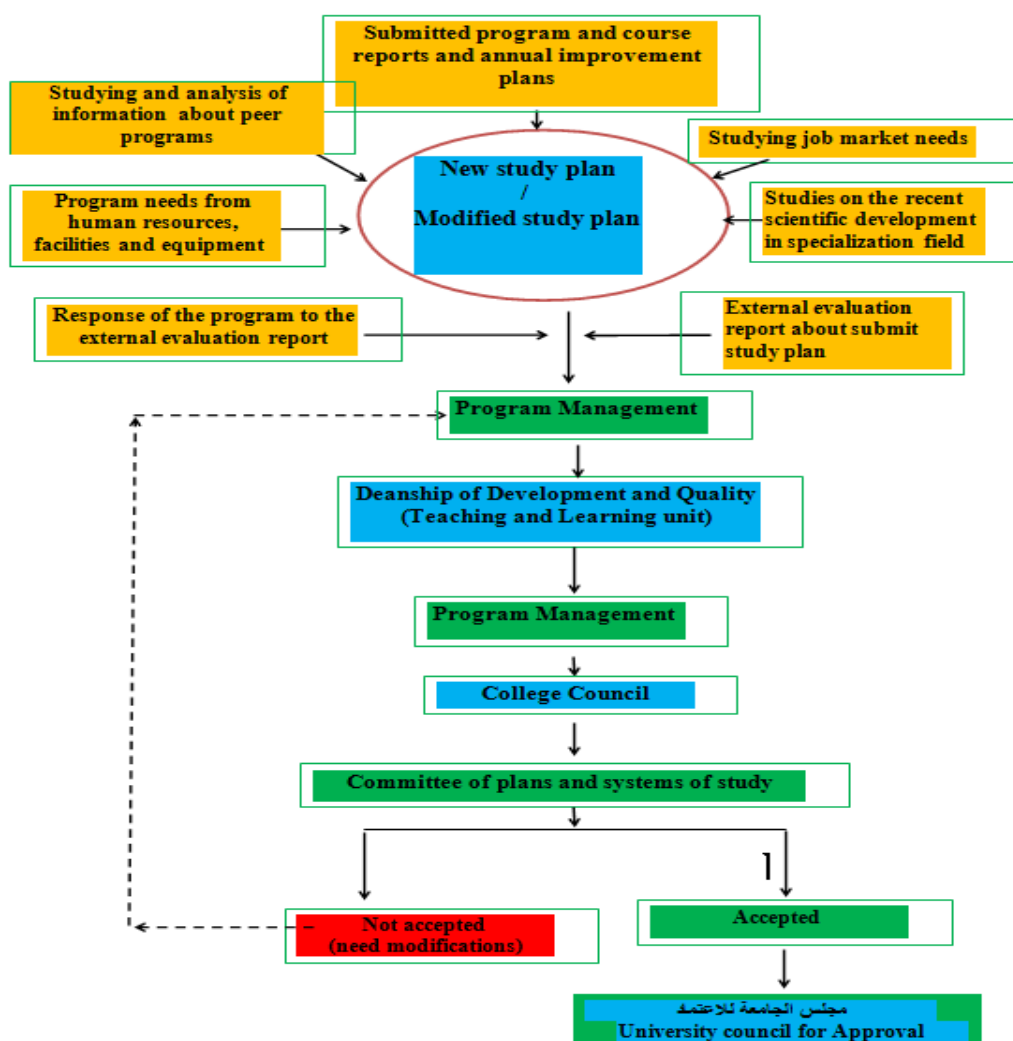 Submitted program and course
reports and annual improvement
plans
Studying and analysis of
information about peer
programs
Studying job market needs
New study plan
/
Modified study plan
Program needs from
human resources,
facilities and equipment
Studies on the recent
scientific development
in specialization field
Response of the program to the
external evaluation report
External evaluation
report about submit
study plan
Program Management
Deanship of Development and Quality
(Teaching and Learning unit)
Program Management
College Council
Committee of plans and systems of study
Not accepted
(need modifications)
Accepted
مجلس الجامعة للاعتماد
University council for Approval